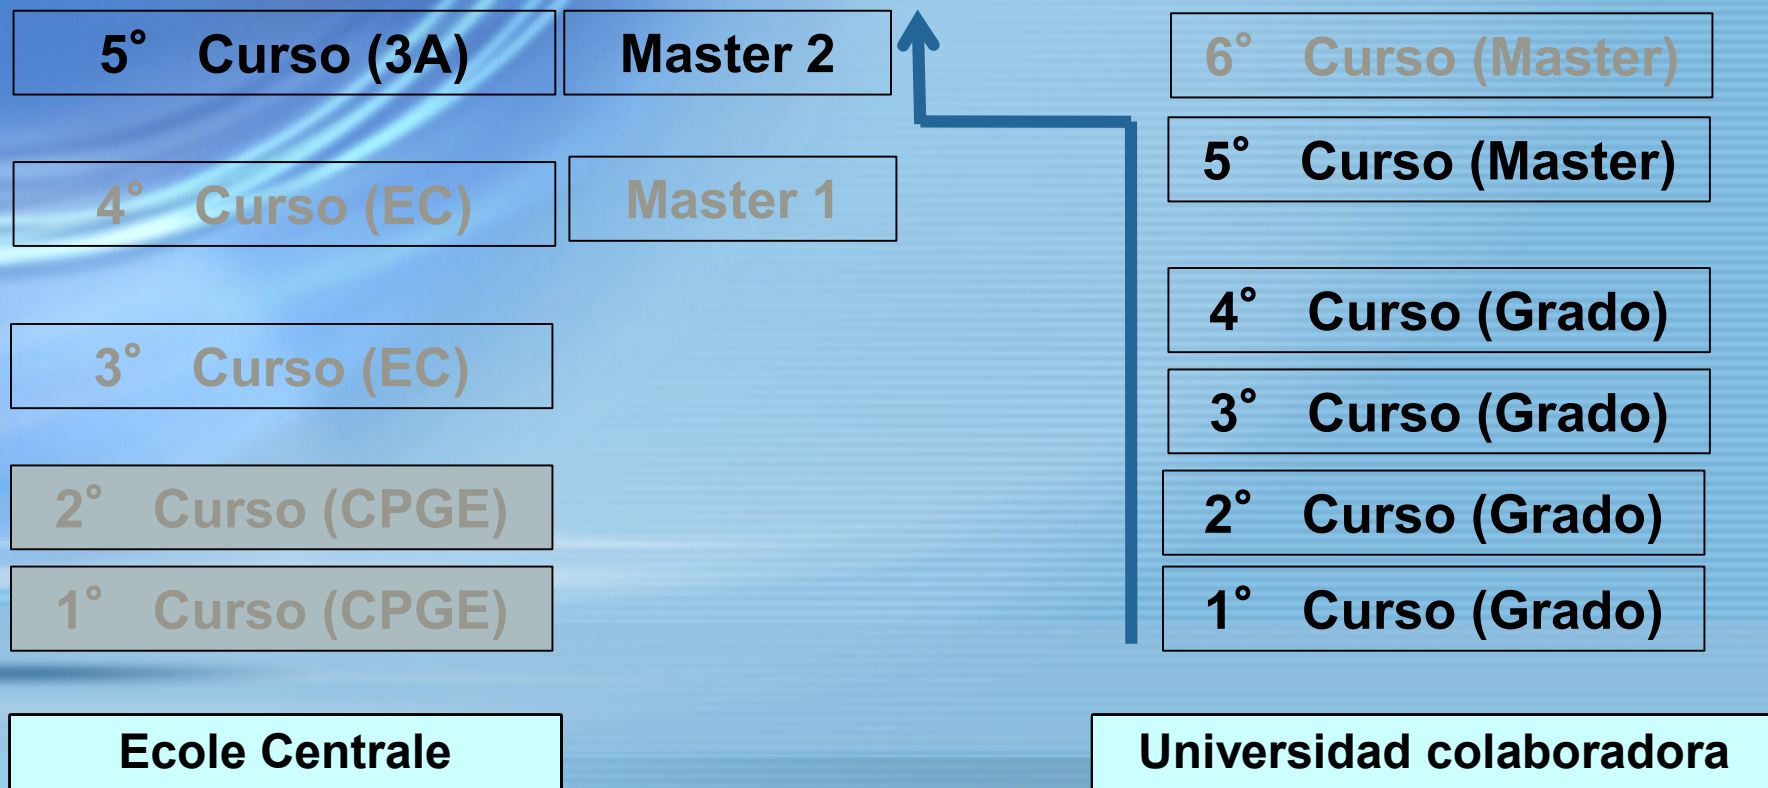 5° Curso (3A)
Master 2
4° Curso (EC)
Master 1
3° Curso (EC)
2° Curso (CPGE)
1° Curso (CPGE)
Ecole Centrale
6° Curso (Master)
5° Curso (Master)
4° Curso (Grado)
3° Curso (Grado)
2° Curso (Grado)
1° Curso (Grado)
Universidad colaboradora